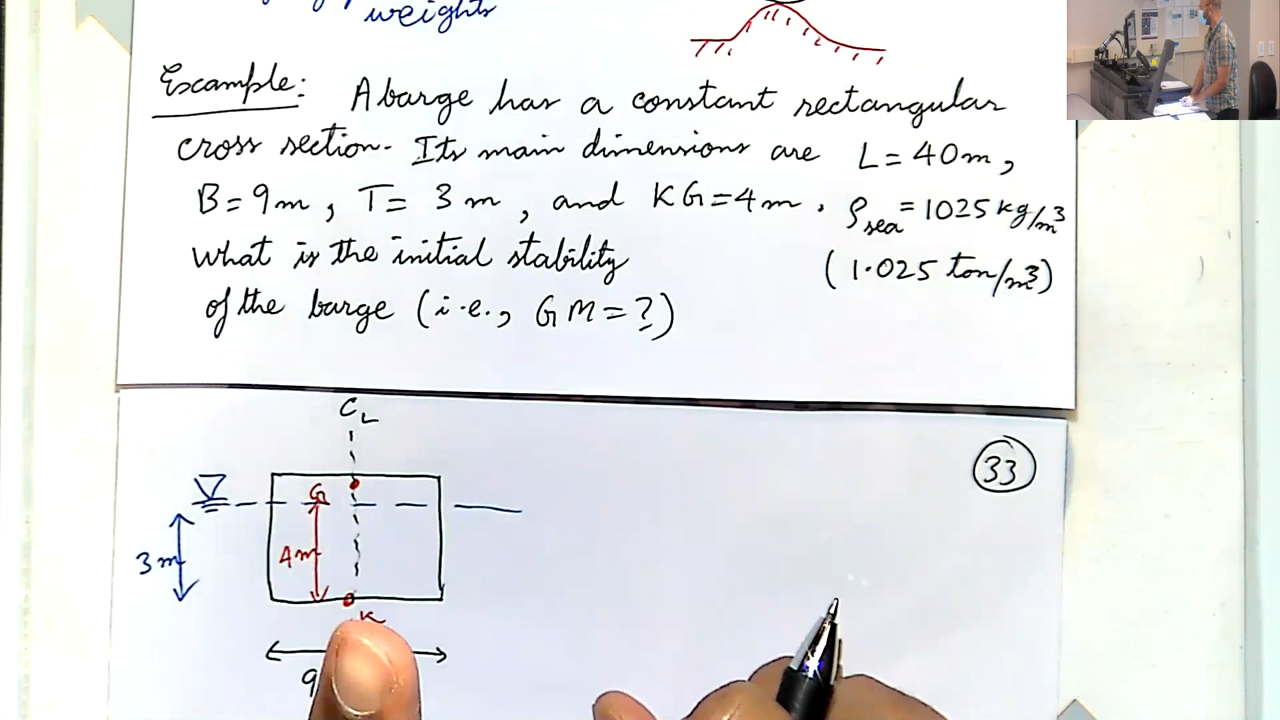 weights
Example: A barge has a constant rectangular
cross section. Its main dimensions are L = 40m,
B = 9m, T = 3m, and KG = 4m. ρsea = 1025 kg/m³
What is the initial stability (1.025 ton/m³)
of the barge (i.e., GM = ?)
CL
33
G
3m
4m
K
9